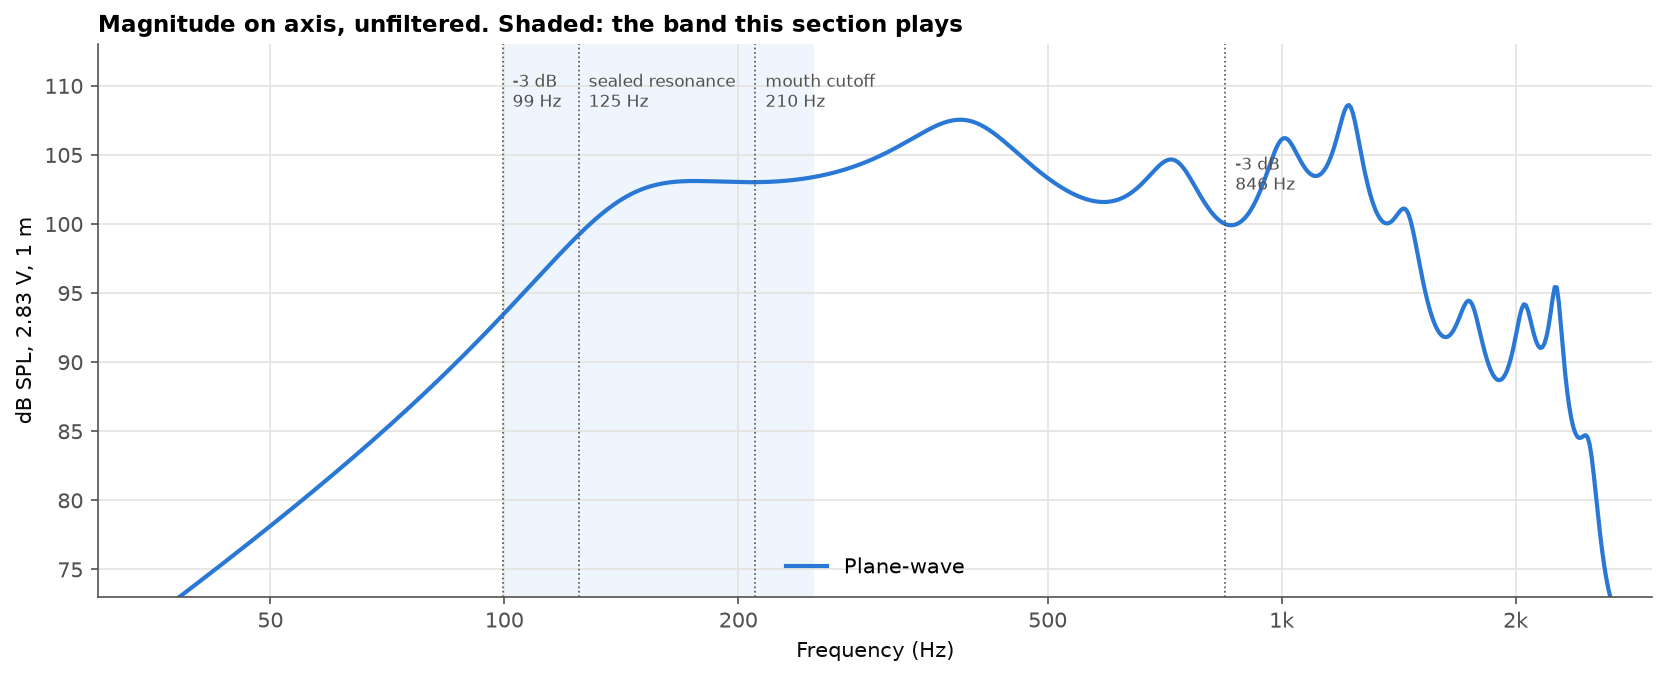 Magnitude on axis, unfiltered. Shaded: the band this section plays
-3 dB
99 Hz
sealed resonance
125 Hz
mouth cutoff
210 Hz
-3 dB
846 Hz
110
105
100
95
90
85
80
75
dB SPL, 2.83 V, 1 m
Plane-wave
50
100
200
500
1k
2k
Frequency (Hz)